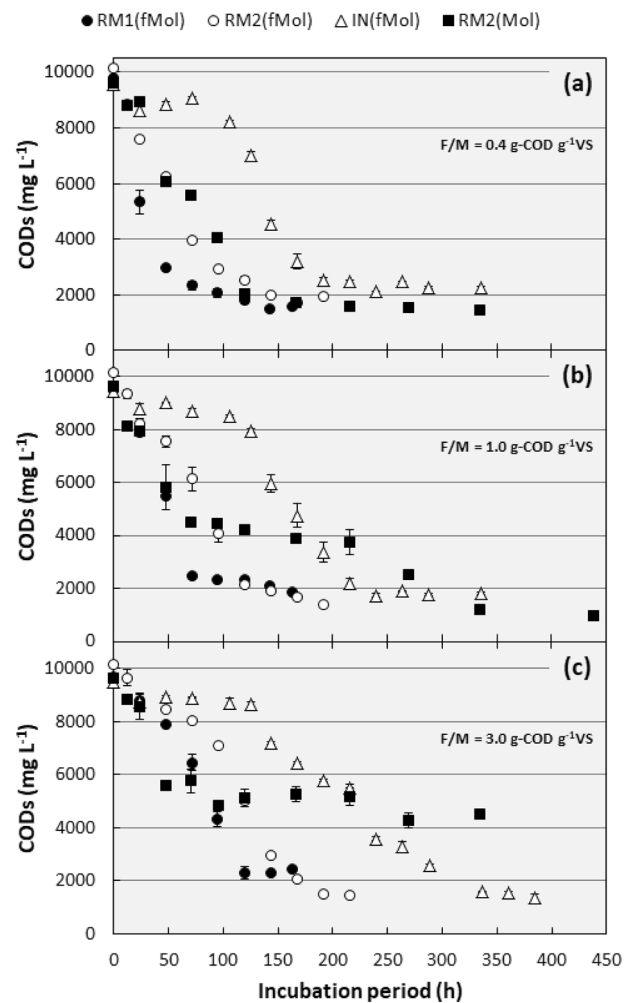 ● RM1(fMol) ○ RM2(fMol) △ IN(fMol) ■ RM2(Mol)
(a)
F/M = 0.4 g-COD g⁻¹VS
CODs (mg L⁻¹)
10000
8000
6000
4000
2000
0
(b)
F/M = 1.0 g-COD g⁻¹VS
CODs (mg L⁻¹)
10000
8000
6000
4000
2000
0
(c)
F/M = 3.0 g-COD g⁻¹VS
CODs (mg L⁻¹)
10000
8000
6000
4000
2000
0
0 50 100 150 200 250 300 350 400 450
Incubation period (h)